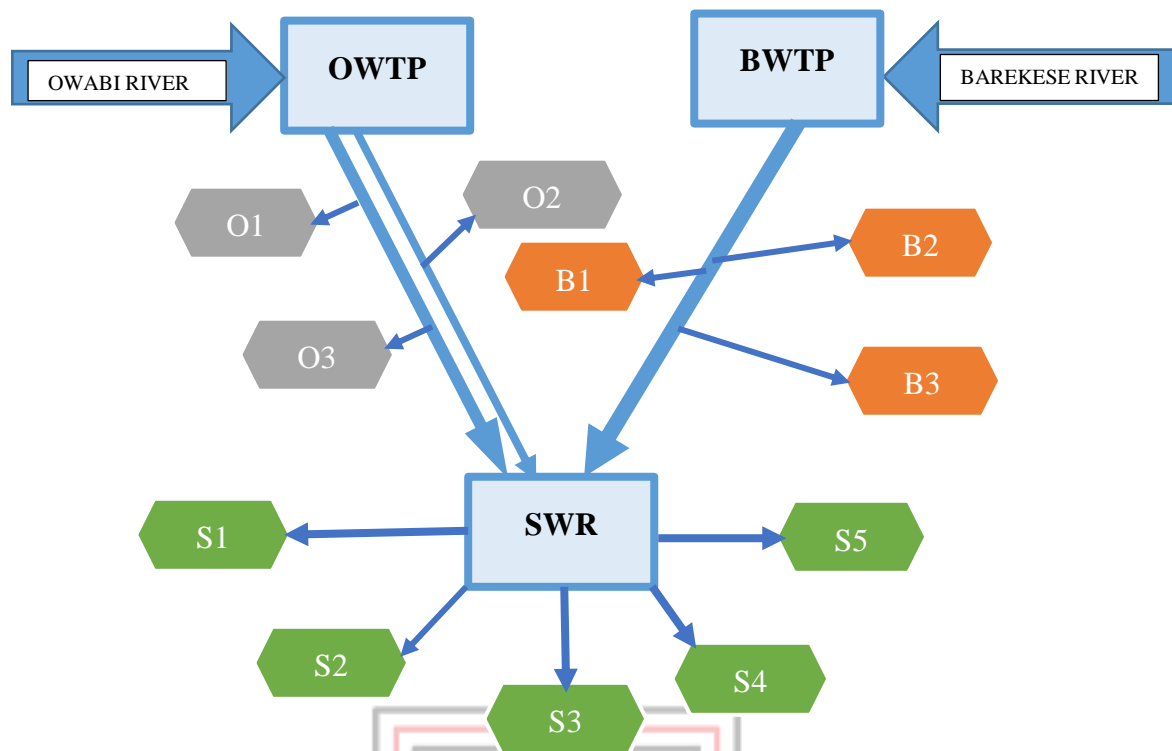 OWTP
BWTP
OWABI RIVER
BAREKESE RIVER
O1
O2
B1
B2
O3
B3
SWR
S1
S5
S2
S4
S3